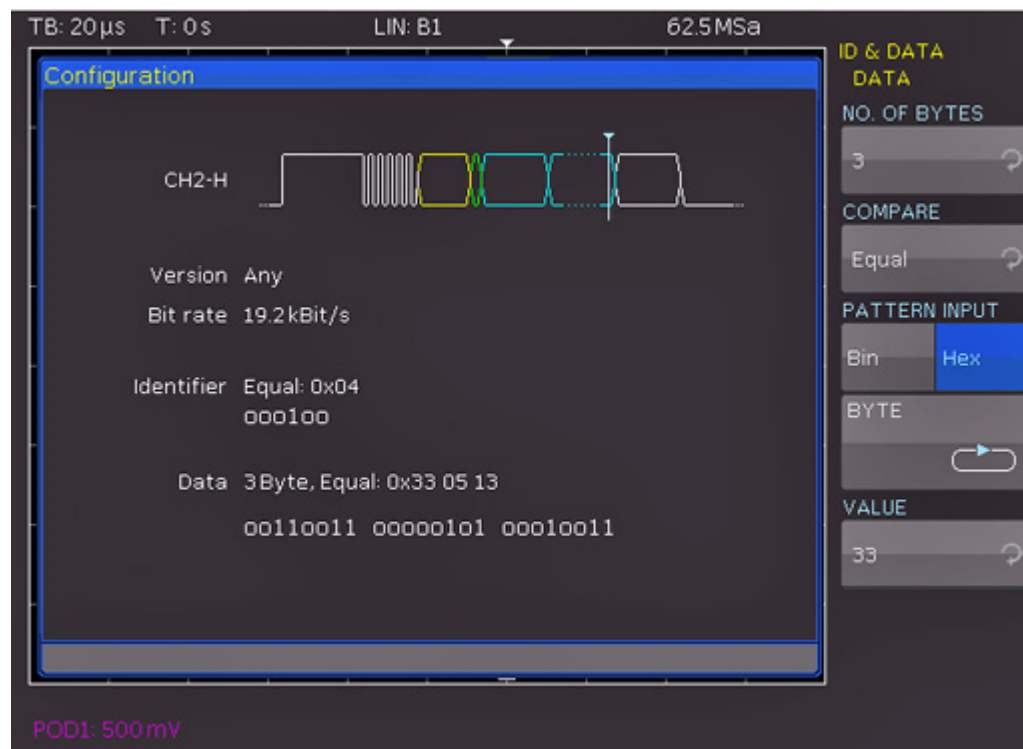 TB: 20µs T: 0s LIN: B1 62.5MSa
Configuration
CH2-H
Version Any
Bit rate 19.2kBit/s
Identifier Equal: 0x04
000100
Data 3Byte, Equal: 0x33 05 13
00110011 00000101 00010011
POD1: 500mV
ID & DATA
DATA
NO. OF BYTES
3
COMPARE
Equal
PATTERN INPUT
Bin Hex
BYTE
VALUE
33